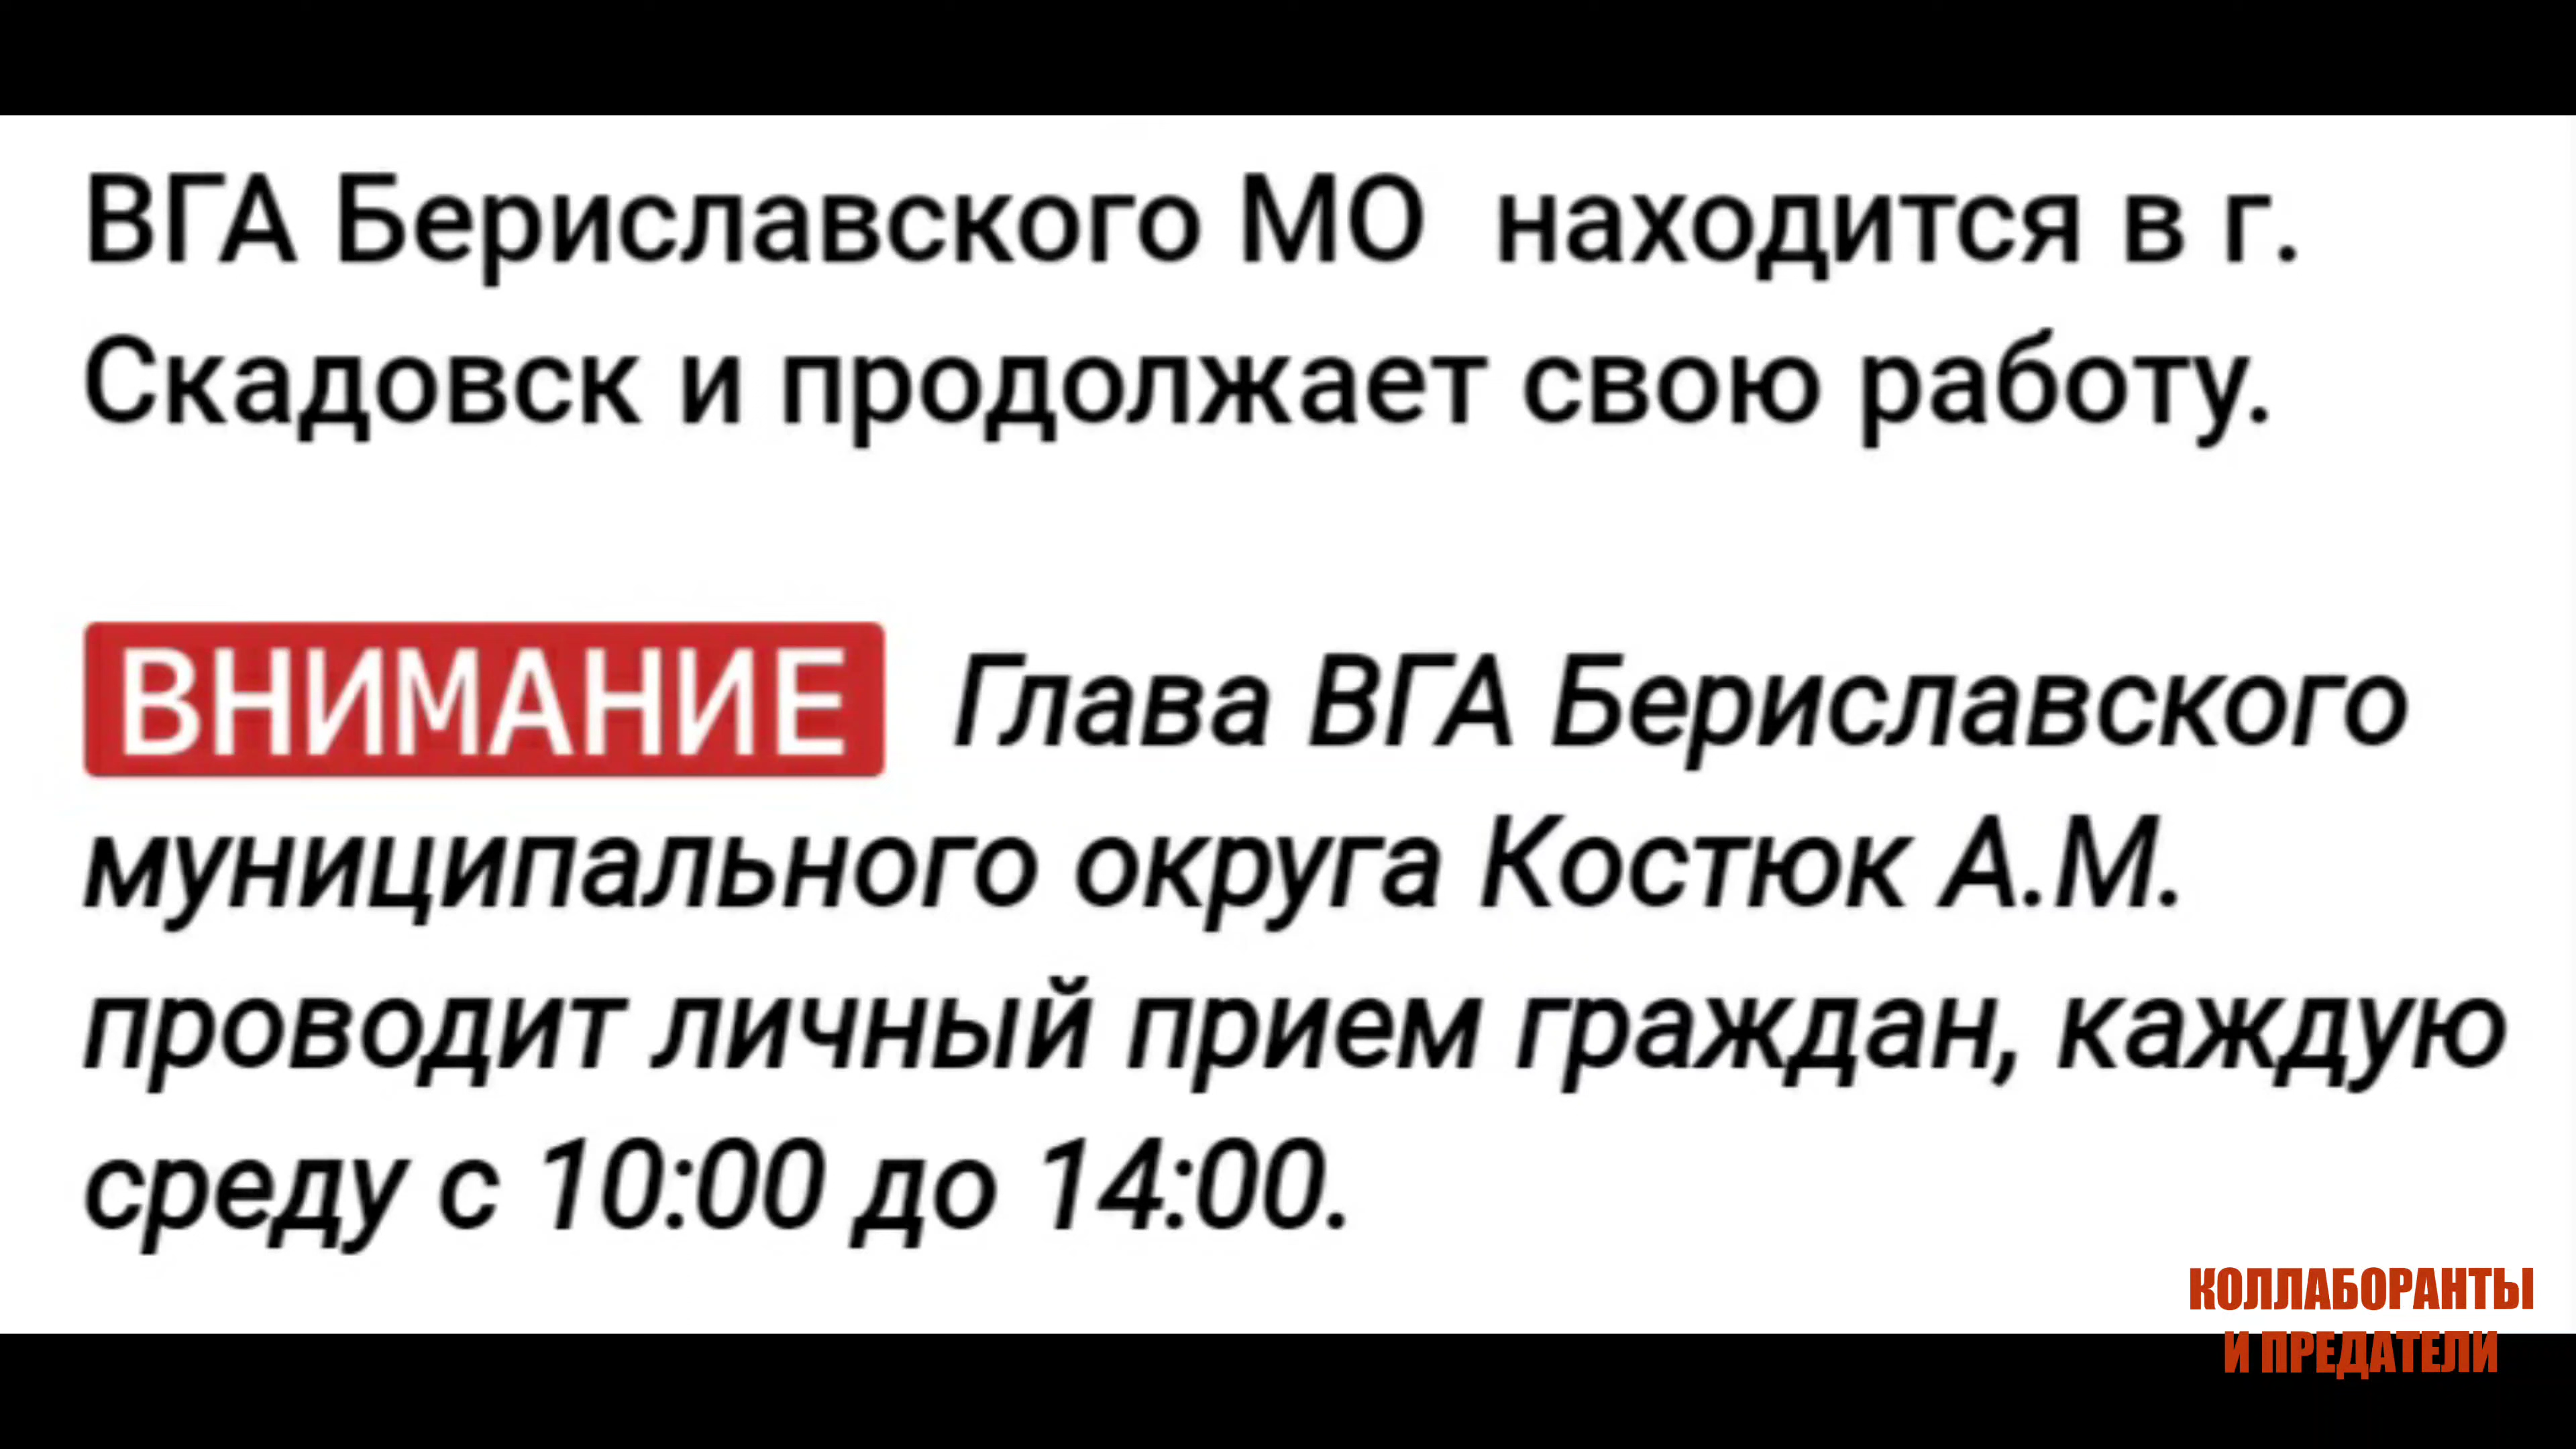 ВГА Бериславского МО находится в г.
Скадовск и продолжает свою работу.
ВНИМАНИЕ Глава ВГА Бериславского
муниципального округа Костюк А.М.
проводит личный прием граждан, каждую
среду с 10:00 до 14:00.
КОЛЛАБОРАНТЫ
И ПРЕДАТЕЛИ